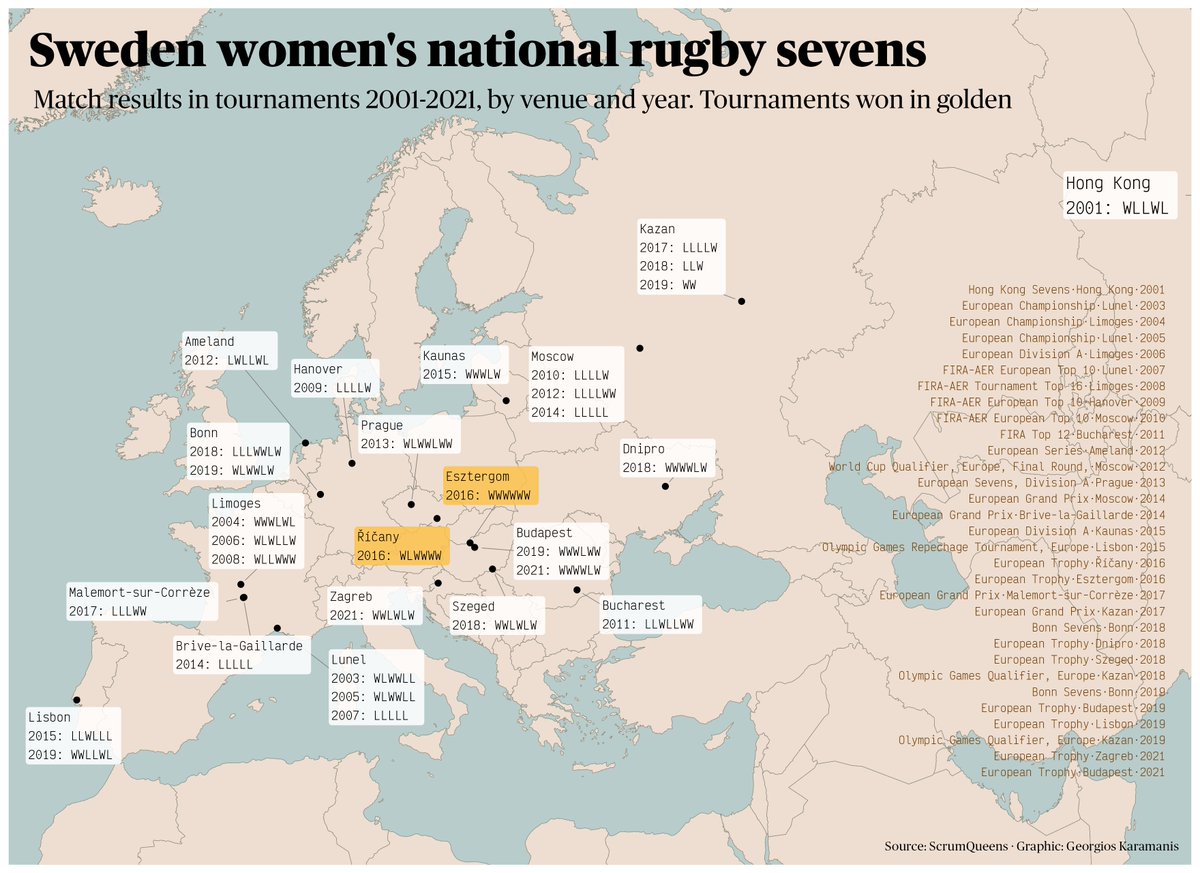 Sweden women's national rugby sevens
Match results in tournaments 2001-2021, by venue and year. Tournaments won in golden
Hong Kong
2001: WLLWL
Kazan
2017: LLLLW
2018: LLW
2019: WW
Ameland
2012: LWLLWL
Hanover
2009: LLLLW
Kaunas
2015: WWWLW
Moscow
2010: LLLLW
2012: LLLLWW
2014: LLLLL
Bonn
2018: LLLWWLW
2019: WLWWLW
Prague
2013: WLWWLWW
Dnipro
2018: WWWWLW
Esztergom
2016: WWWWWW
Limoges
2004: WWWLWL
2006: WLWLLW
2008: WLLWWW
Říčany
2016: WLWWWW
Budapest
2019: WWWLWW
2021: WWWWLW
Malemort-sur-Corrèze
2017: LLLWW
Zagreb
2021: WWLWLW
Szeged
2018: WWLWLW
Bucharest
2011: LLWLLWW
Brive-la-Gaillarde
2014: LLLLL
Lunel
2003: WLWWLL
2005: WLWWLL
2007: LLLLL
Lisbon
2015: LLWLLL
2019: WWLLWL
Hong Kong Sevens·Hong Kong·2001
European Championship·Lunel·2003
European Championship·Limoges·2004
European Championship·Lunel·2005
European Division A·Limoges·2006
FIRA-AER European Top 10·Lunel·2007
FIRA-AER Tournament Top 16·Limoges·2008
FIRA-AER European Top 10·Hanover·2009
FIRA-AER European Top 10·Moscow·2010
FIRA Top 12·Bucharest·2011
European Series·Ameland·2012
World Cup Qualifier, Europe, Final Round,·Moscow·2012
European Sevens, Division A·Prague·2013
European Grand Prix·Moscow·2014
European Grand Prix·Brive-la-Gaillarde·2014
European Division A·Kaunas·2015
Olympic Games Repechage Tournament, Europe·Lisbon·2015
European Trophy·Říčany·2016
European Trophy·Esztergom·2016
European Grand Prix·Malemort-sur-Corrèze·2017
European Grand Prix·Kazan·2017
Bonn Sevens·Bonn·2018
European Trophy·Dnipro·2018
European Trophy·Szeged·2018
Olympic Games Qualifier, Europe·Kazan·2018
Bonn Sevens·Bonn·2019
European Trophy·Budapest·2019
European Trophy·Lisbon·2019
Olympic Games Qualifier, Europe·Kazan·2019
European Trophy·Zagreb·2021
European Trophy·Budapest·2021
Source: ScrumQueens · Graphic: Georgios Karamanis